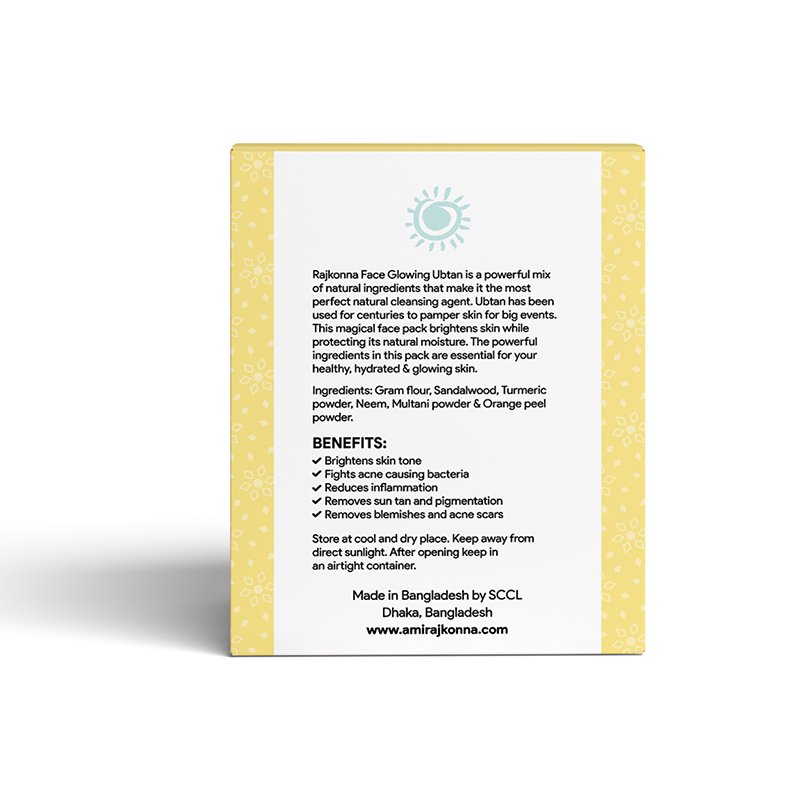 Rajkonna Face Glowing Ubtan is a powerful mix
of natural ingredients that make it the most
perfect natural cleansing agent. Ubtan has been
used for centuries to pamper skin for big events.
This magical face pack brightens skin while
protecting its natural moisture. The powerful
ingredients in this pack are essential for your
healthy, hydrated & glowing skin.
Ingredients: Gram flour, Sandalwood, Turmeric
powder, Neem, Multani powder & Orange peel
powder.
BENEFITS:
✓ Brightens skin tone
✓ Fights acne causing bacteria
✓ Reduces inflammation
✓ Removes sun tan and pigmentation
✓ Removes blemishes and acne scars
Store at cool and dry place. Keep away from
direct sunlight. After opening keep in
an airtight container.
Made in Bangladesh by SCCL
Dhaka, Bangladesh
www.amirajkonna.com